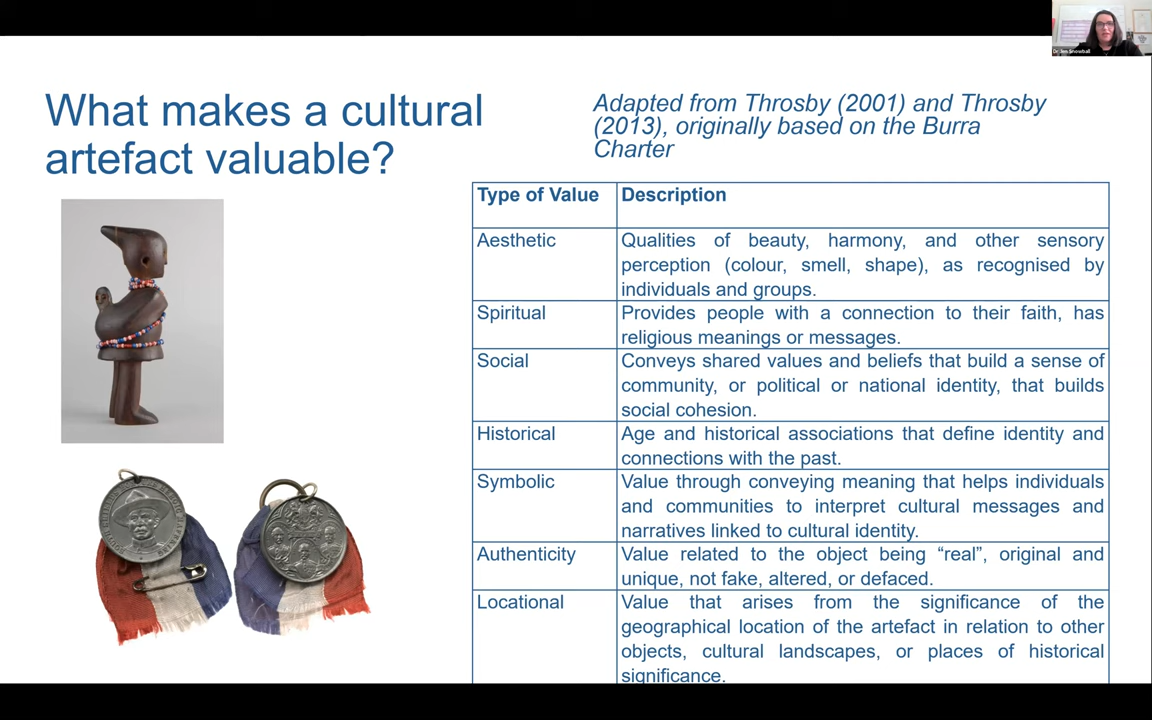 What makes a cultural
artefact valuable?
Adapted from Throsby (2001) and Throsby
(2013), originally based on the Burra
Charter
Type of Value
Description
Aesthetic
Qualities of beauty, harmony, and other sensory
perception (colour, smell, shape), as recognised by
individuals and groups.
Spiritual
Provides people with a connection to their faith, has
religious meanings or messages.
Social
Conveys shared values and beliefs that build a sense of
community, or political or national identity, that builds
social cohesion.
Historical
Age and historical associations that define identity and
connections with the past.
Symbolic
Value through conveying meaning that helps individuals
and communities to interpret cultural messages and
narratives linked to cultural identity.
Authenticity
Value related to the object being “real”, original and
unique, not fake, altered, or defaced.
Locational
Value that arises from the significance of the
geographical location of the artefact in relation to other
objects, cultural landscapes, or places of historical
significance.